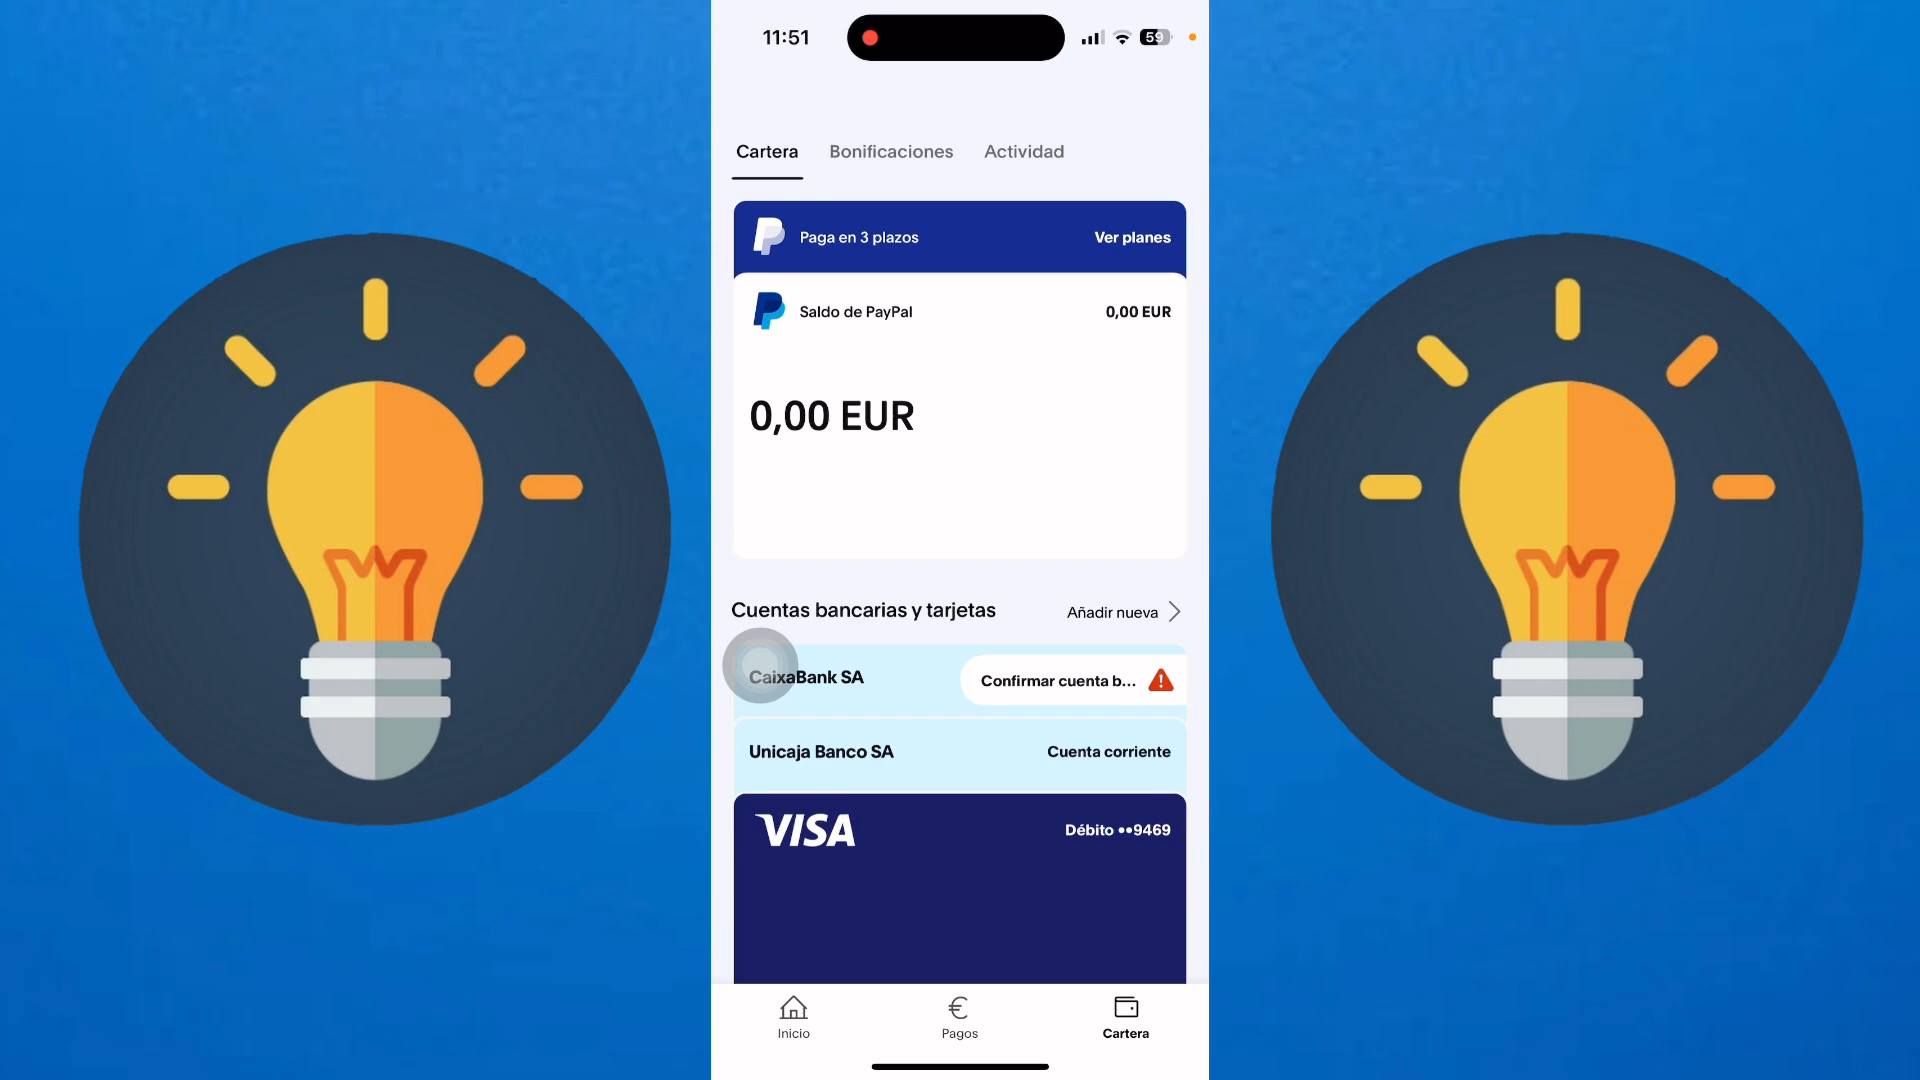 11:51
59
Cartera Bonificaciones Actividad
Paga en 3 plazos Ver planes
Saldo de PayPal 0,00 EUR
0,00 EUR
Cuentas bancarias y tarjetas Añadir nueva
CaixaBank SA Confirmar cuenta b...
Unicaja Banco SA Cuenta corriente
VISA Débito ••9469
Inicio Pagos Cartera